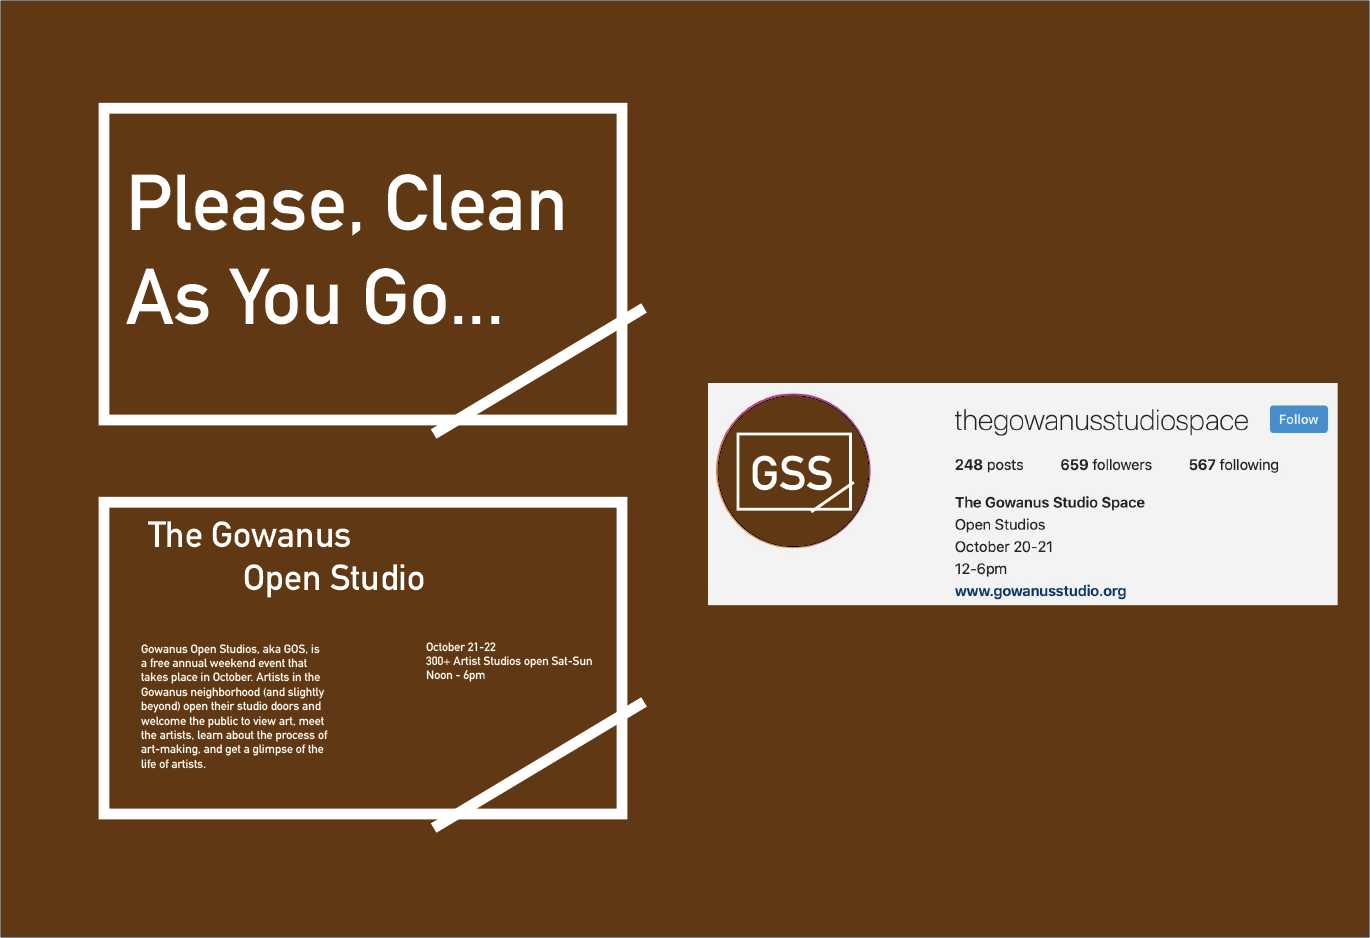 Please, Clean
As You Go...
The Gowanus
Open Studio
Gowanus Open Studios, aka GOS, is
a free annual weekend event that
takes place in October. Artists in the
Gowanus neighborhood (and slightly
beyond) open their studio doors and
welcome the public to view art, meet
the artists, learn about the process of
art-making, and get a glimpse of the
life of artists.
October 21-22
300+ Artist Studios open Sat-Sun
Noon - 6pm
GSS
thegowanusstudiospace
Follow
248 posts 659 followers 567 following
The Gowanus Studio Space
Open Studios
October 20-21
12-6pm
www.gowanusstudio.org